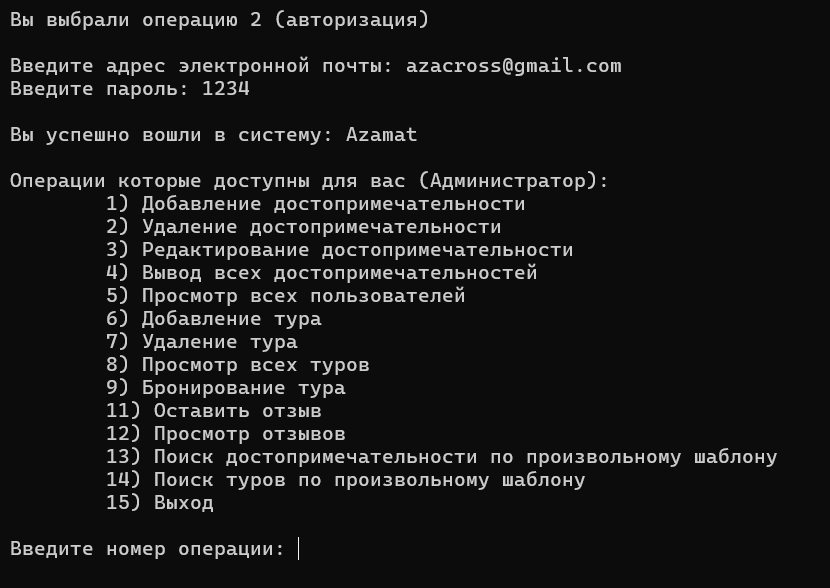 Вы выбрали операцию 2 (авторизация)
Введите адрес электронной почты: azacross@gmail.com
Введите пароль: 1234
Вы успешно вошли в систему: Azamat
Операции которые доступны для вас (Администратор):
1) Добавление достопримечательности
2) Удаление достопримечательности
3) Редактирование достопримечательности
4) Вывод всех достопримечательностей
5) Просмотр всех пользователей
6) Добавление тура
7) Удаление тура
8) Просмотр всех туров
9) Бронирование тура
11) Оставить отзыв
12) Просмотр отзывов
13) Поиск достопримечательности по произвольному шаблону
14) Поиск туров по произвольному шаблону
15) Выход
Введите номер операции: